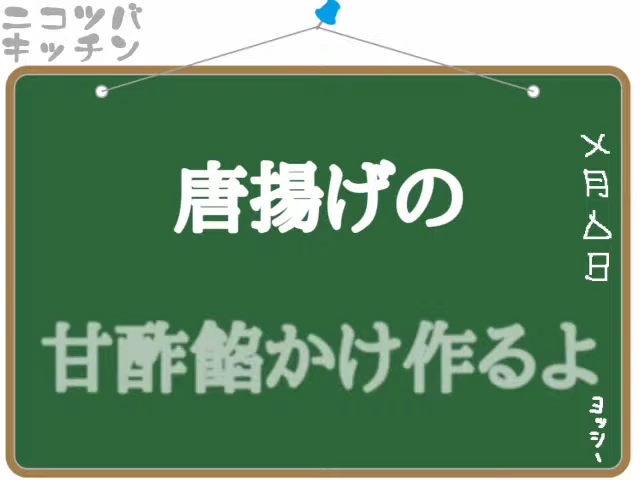 ニコツバ
キッチン
唐揚げの
甘酢餡かけ作るよ
メ月△日
ヨッシー